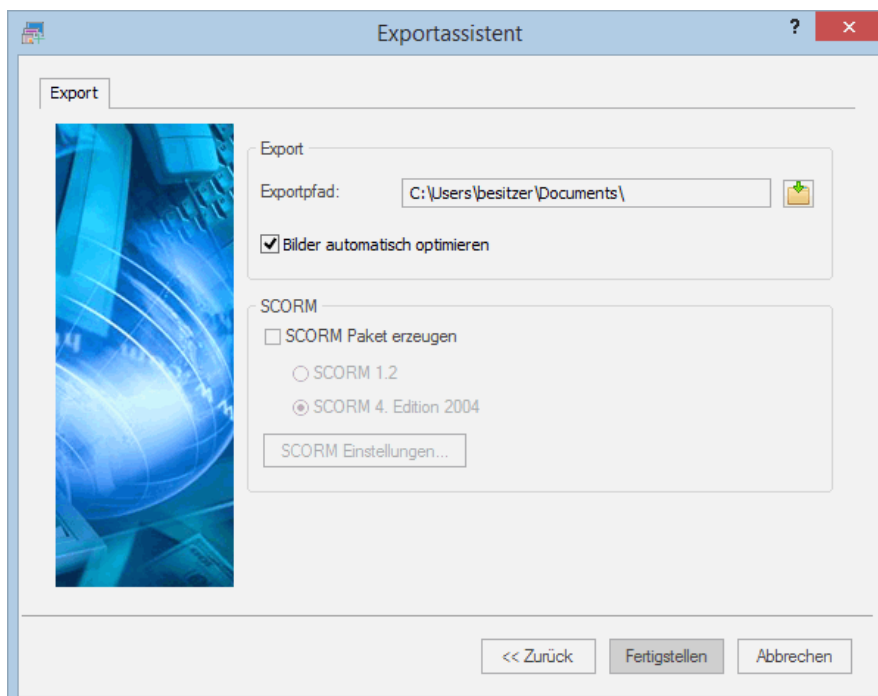 Exportassistent
?
Export
Export
Exportpfad: C:\Users\besitzer\Documents\
Bilder automatisch optimieren
SCORM
SCORM Paket erzeugen
SCORM 1.2
SCORM 4. Edition 2004
SCORM Einstellungen...
<< Zurück Fertigstellen Abbrechen